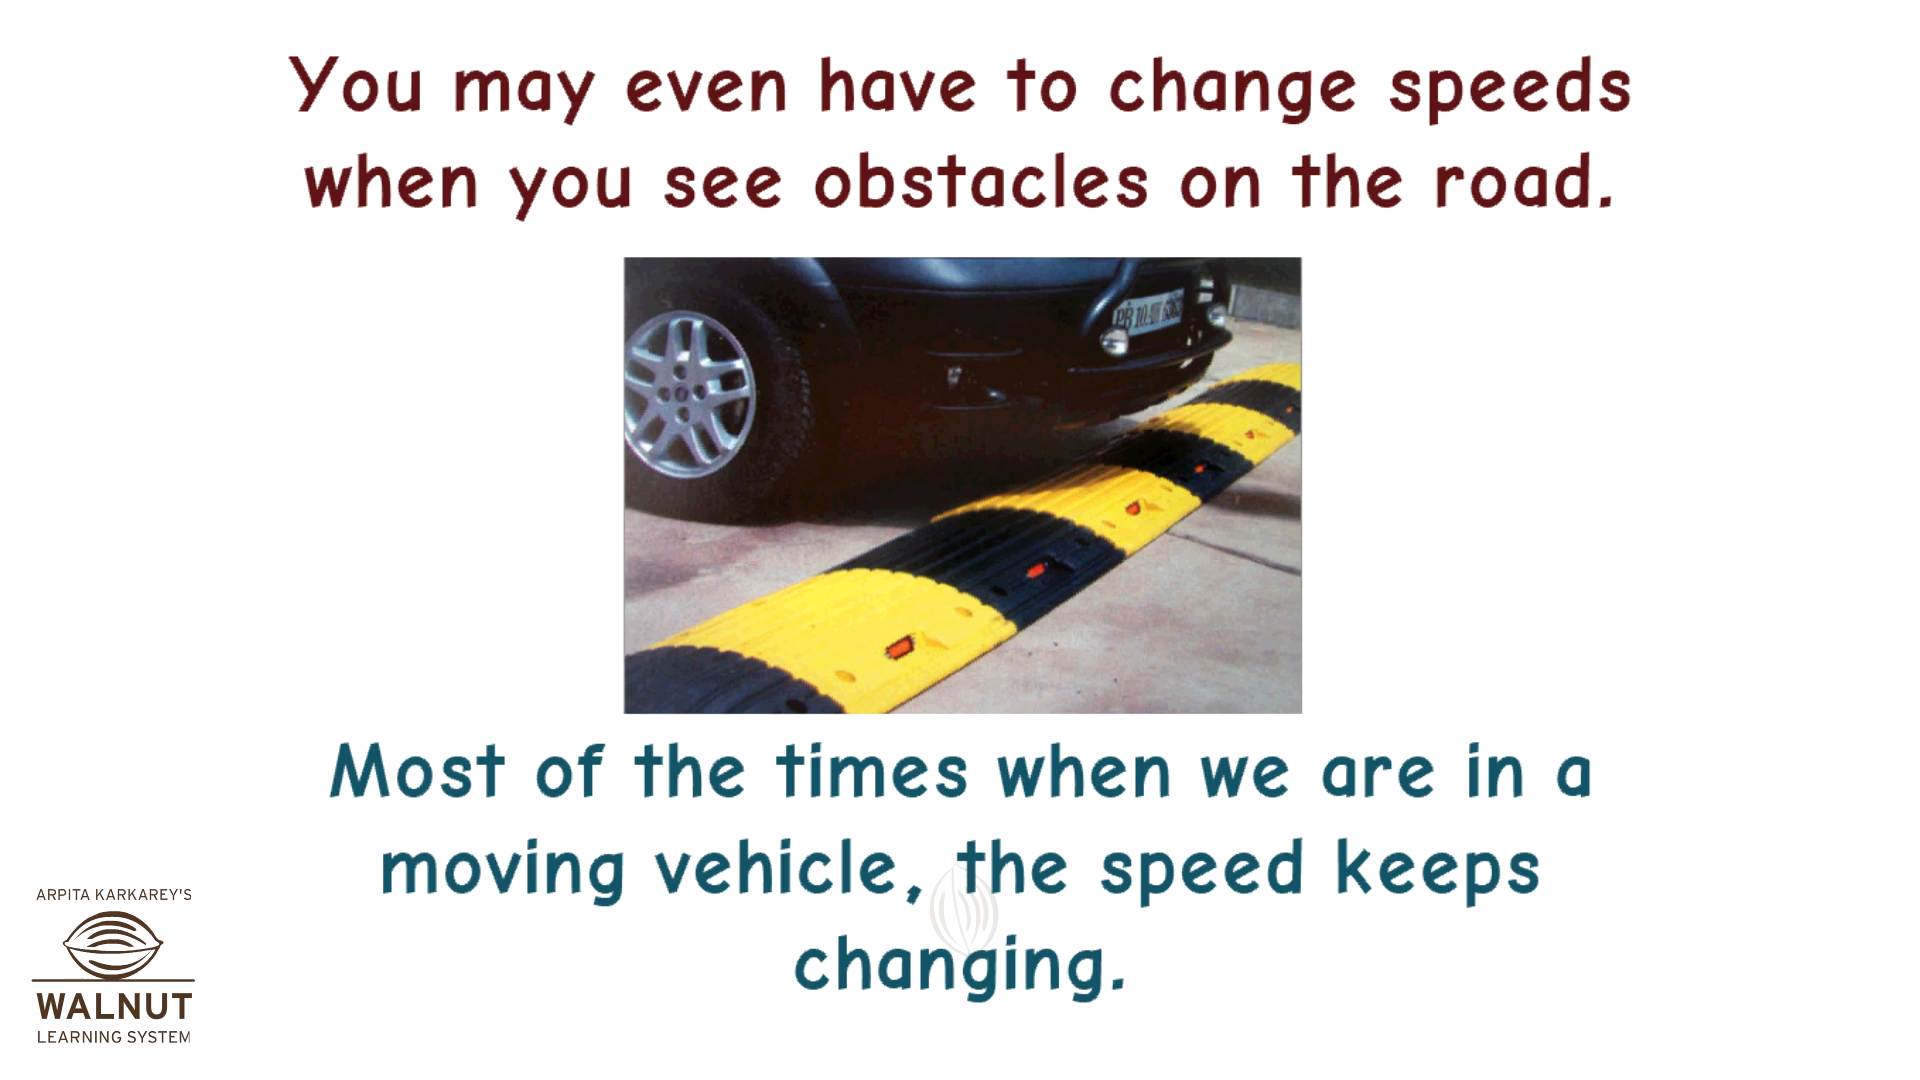 You may even have to change speeds
when you see obstacles on the road.
Most of the times when we are in a
moving vehicle, the speed keeps
changing.
ARPITA KARKAREY'S
WALNUT
LEARNING SYSTEM